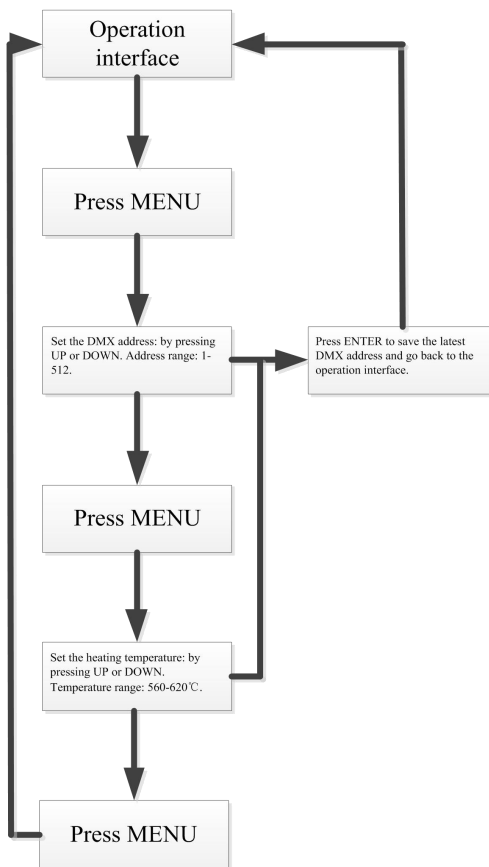 Operation
interface
Press MENU
Set the DMX address: by pressing
UP or DOWN. Address range: 1-
512.
Press ENTER to save the latest
DMX address and go back to the
operation interface.
Press MENU
Set the heating temperature: by
pressing UP or DOWN.
Temperature range: 560-620℃.
Press MENU